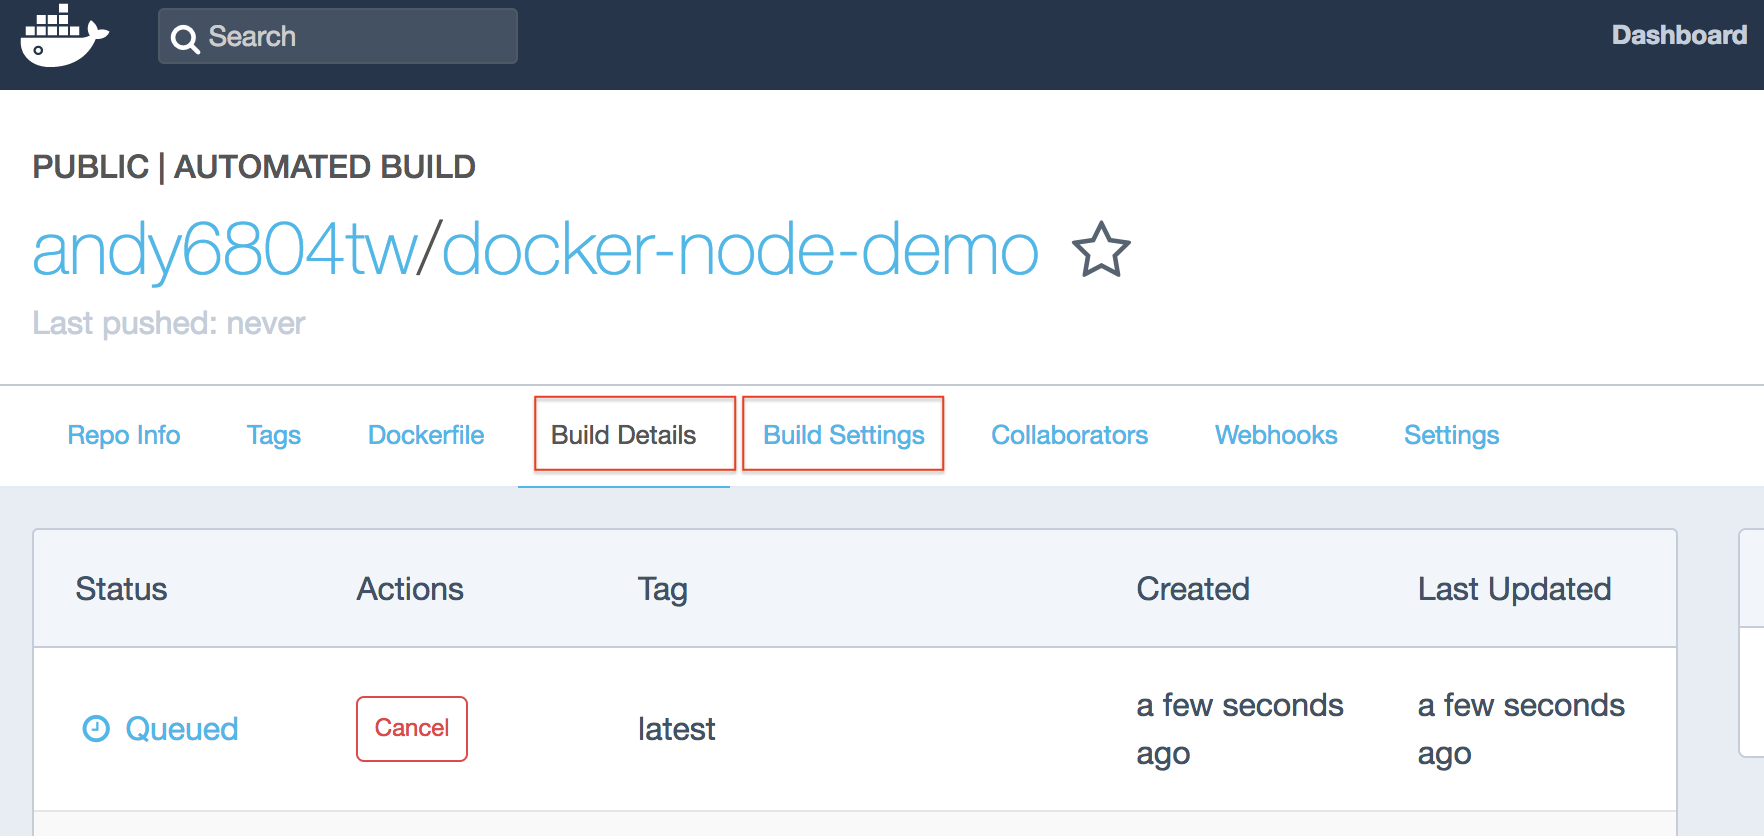 Search
Dashboard
PUBLIC | AUTOMATED BUILD
andy6804tw/docker-node-demo
Last pushed: never
Repo Info Tags Dockerfile Build Details Build Settings Collaborators Webhooks Settings
Status Actions Tag Created Last Updated
Queued Cancel latest a few seconds ago a few seconds ago